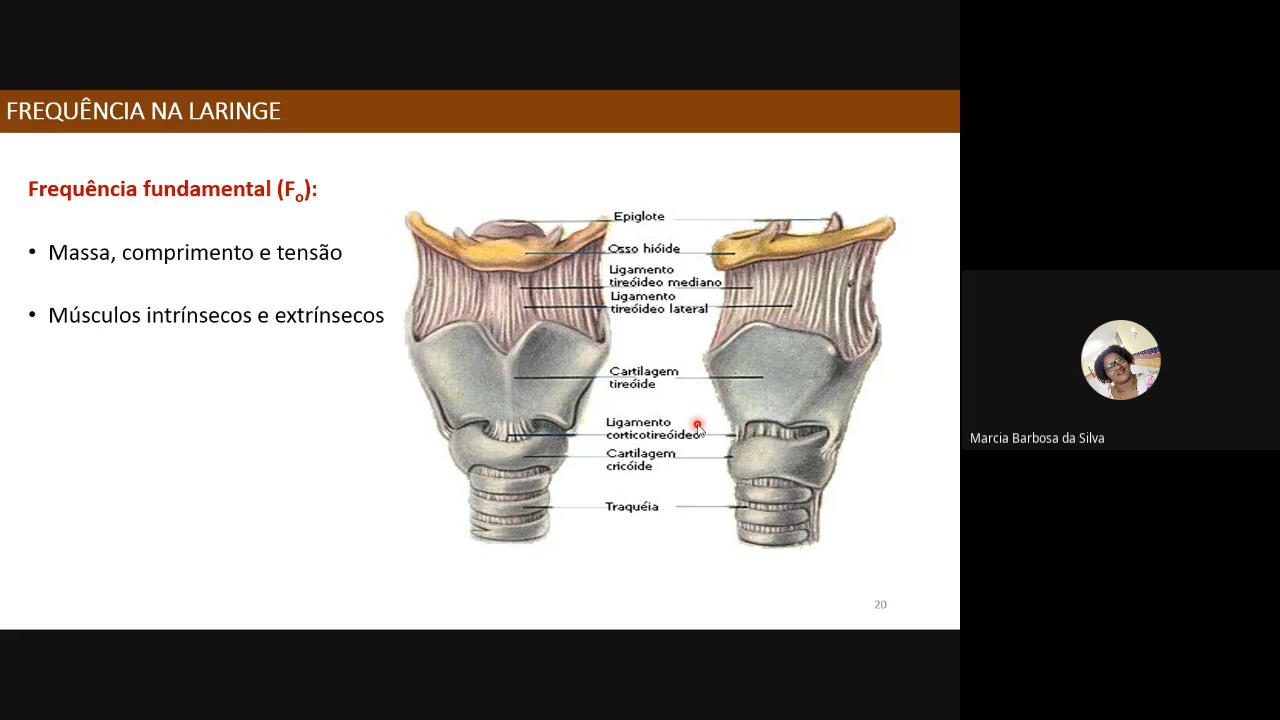 FREQUÊNCIA NA LARINGE
Frequência fundamental (Fo):
• Massa, comprimento e tensão
• Músculos intrínsecos e extrínsecos
Epiglote
Osso hióide
Ligamento
tireóideo mediano
Ligamento
tireóideo lateral
Cartilagem
tireóide
Ligamento
corticotireóideo
Cartilagem
cricóide
Traquéia
20
Marcia Barbosa da Silva